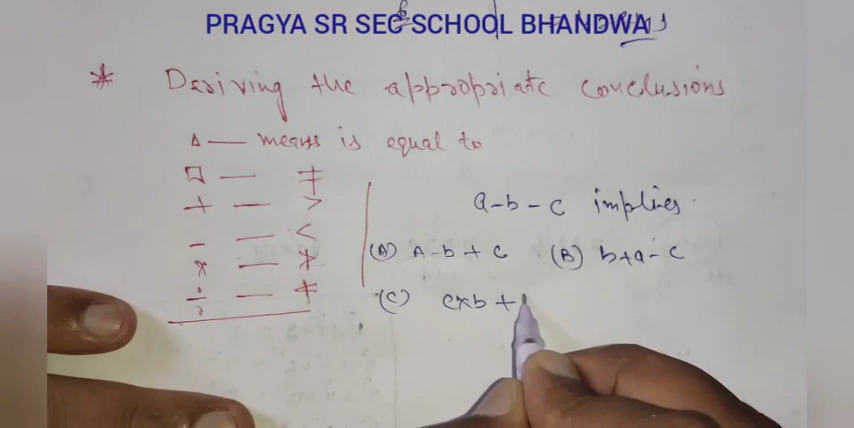 PRAGYA SR SEC SCHOOL BHANDWA
* Deriving the appropriate conclusions
Δ — means is equal to
□ — ≠
+ — >
- — <
× — ≯
÷ — ≮
a-b-c implies
(A) A-b+c (B) b+a-c
(C) c×b+